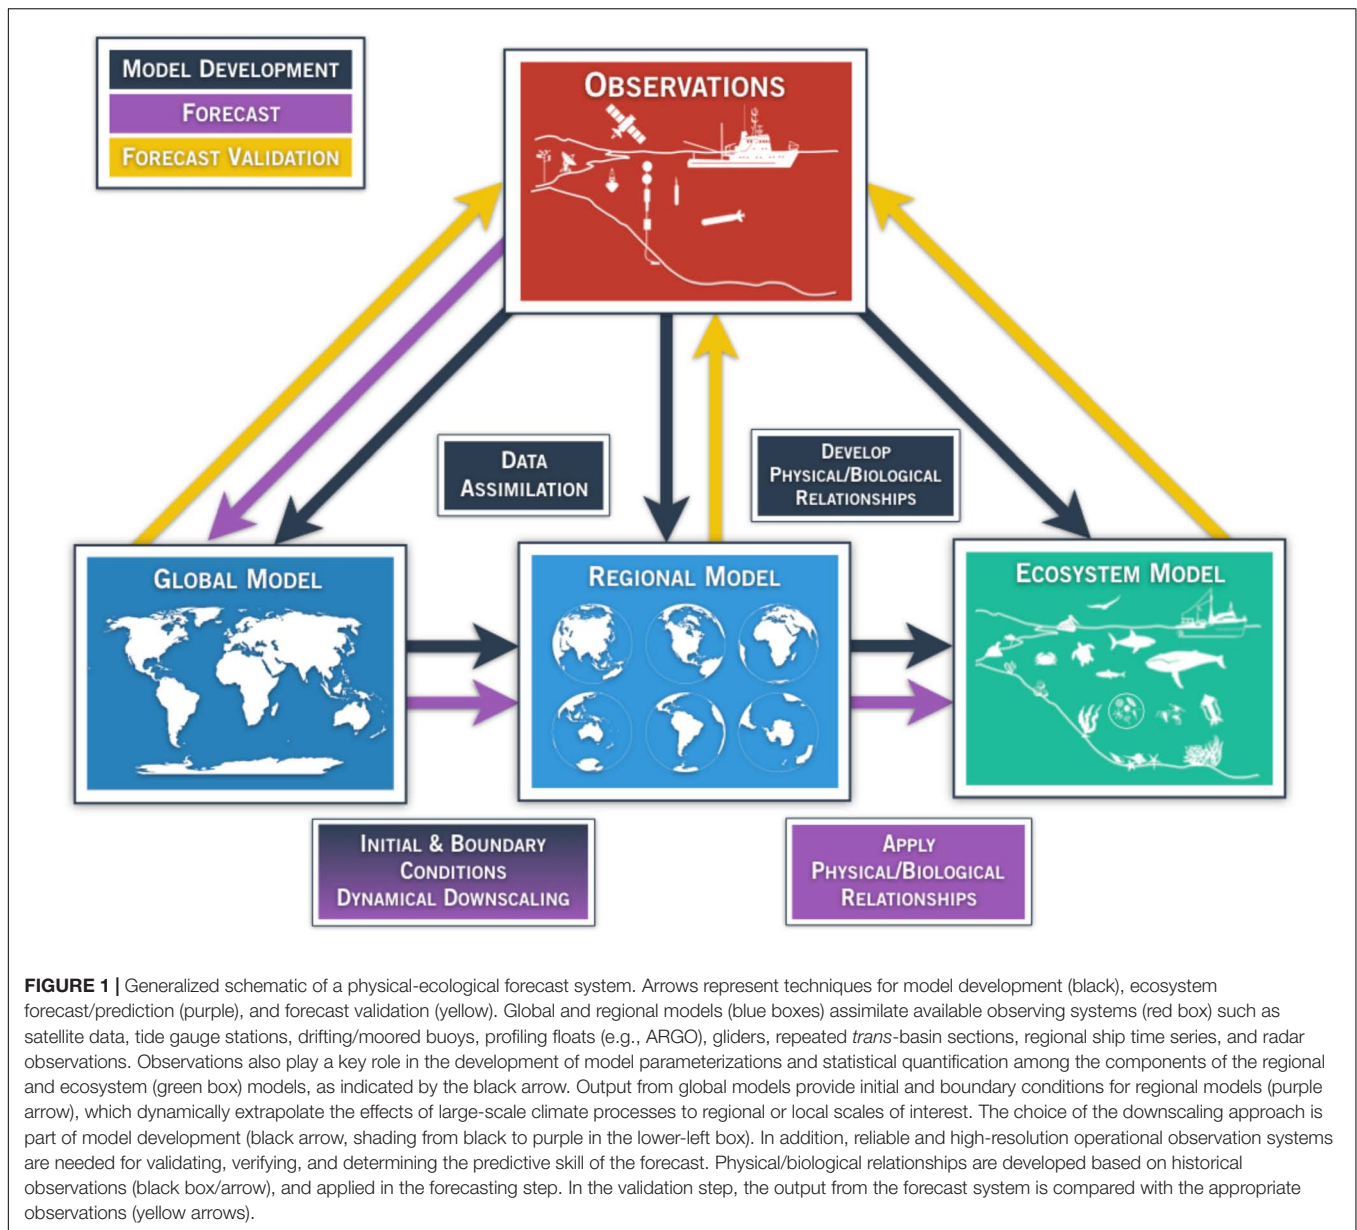 MODEL DEVELOPMENT
FORECAST
FORECAST VALIDATION
OBSERVATIONS
DATA
ASSIMILATION
DEVELOP
PHYSICAL/BIOLOGICAL
RELATIONSHIPS
GLOBAL MODEL
REGIONAL MODEL
ECOSYSTEM MODEL
INITIAL & BOUNDARY
CONDITIONS
DYNAMICAL DOWNSCALING
APPLY
PHYSICAL/BIOLOGICAL
RELATIONSHIPS
FIGURE 1 | Generalized schematic of a physical-ecological forecast system. Arrows represent techniques for model development (black), ecosystem
forecast/prediction (purple), and forecast validation (yellow). Global and regional models (blue boxes) assimilate available observing systems (red box) such as
satellite data, tide gauge stations, drifting/moored buoys, profiling floats (e.g., ARGO), gliders, repeated trans-basin sections, regional ship time series, and radar
observations. Observations also play a key role in the development of model parameterizations and statistical quantification among the components of the regional
and ecosystem (green box) models, as indicated by the black arrow. Output from global models provide initial and boundary conditions for regional models (purple
arrow), which dynamically extrapolate the effects of large-scale climate processes to regional or local scales of interest. The choice of the downscaling approach is
part of model development (black arrow, shading from black to purple in the lower-left box). In addition, reliable and high-resolution operational observation systems
are needed for validating, verifying, and determining the predictive skill of the forecast. Physical/biological relationships are developed based on historical
observations (black box/arrow), and applied in the forecasting step. In the validation step, the output from the forecast system is compared with the appropriate
observations (yellow arrows).